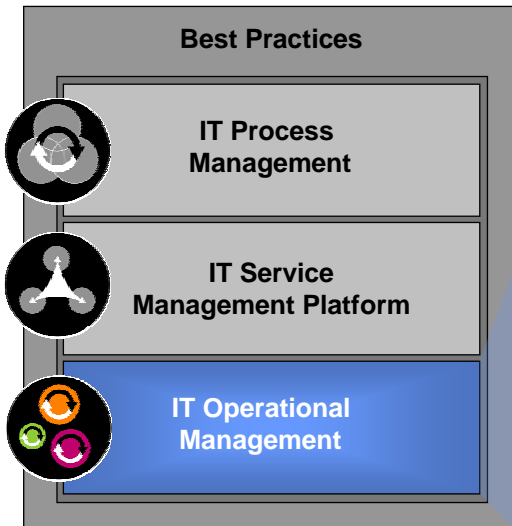 Best Practices
IT Process
Management
IT Service
Management Platform
IT Operational
Management